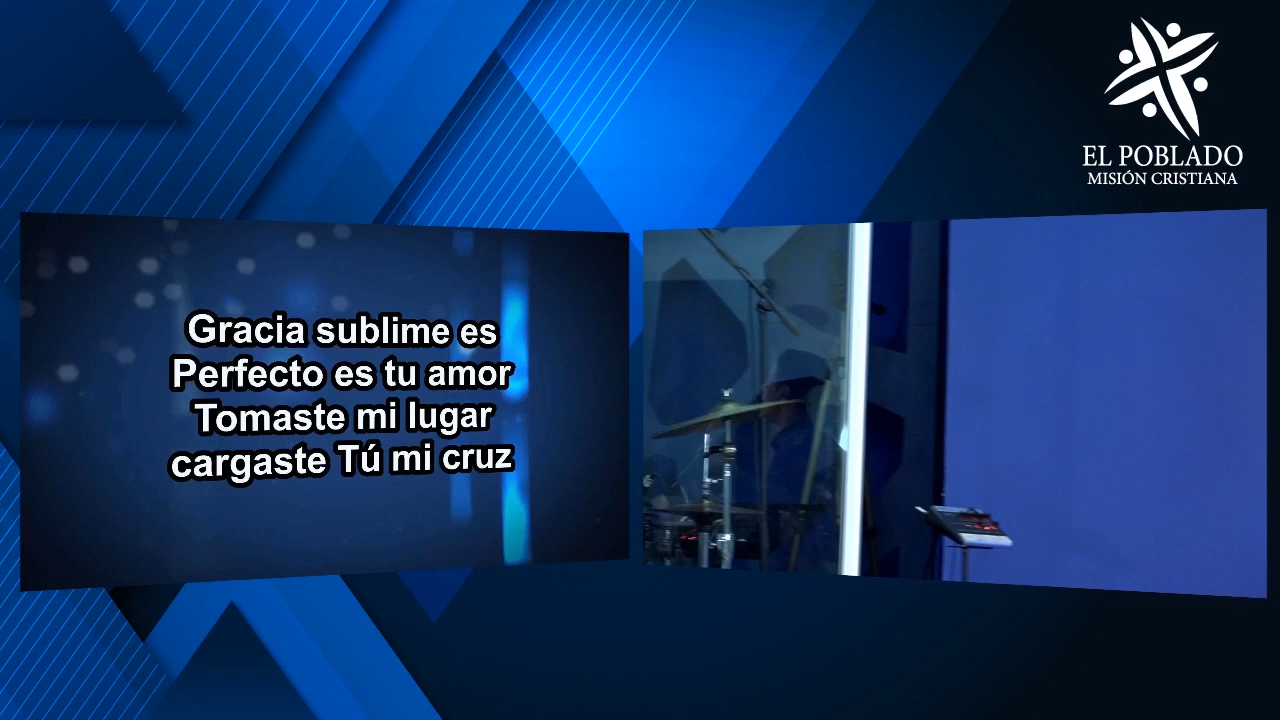 EL POBLADO
MISIÓN CRISTIANA
Gracia sublime es
Perfecto es tu amor
Tomaste mi lugar
cargaste Tú mi cruz